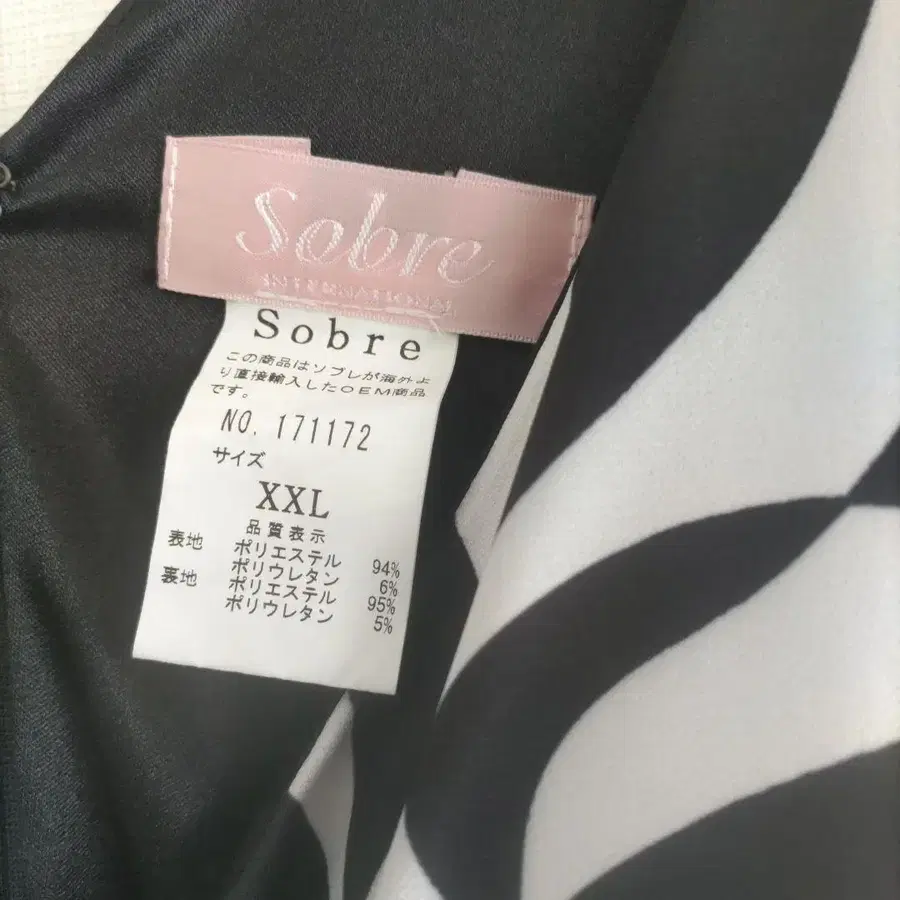 Sobre
INTERNATIONAL
Sobre
この商品はソブレが海外よ
り直接輸入したOEM商品
です。
NO. 171172
サイズ
XXL
品質表示
表地 ポリエステル 94%
ポリウレタン 6%
裏地 ポリエステル 95%
ポリウレタン 5%